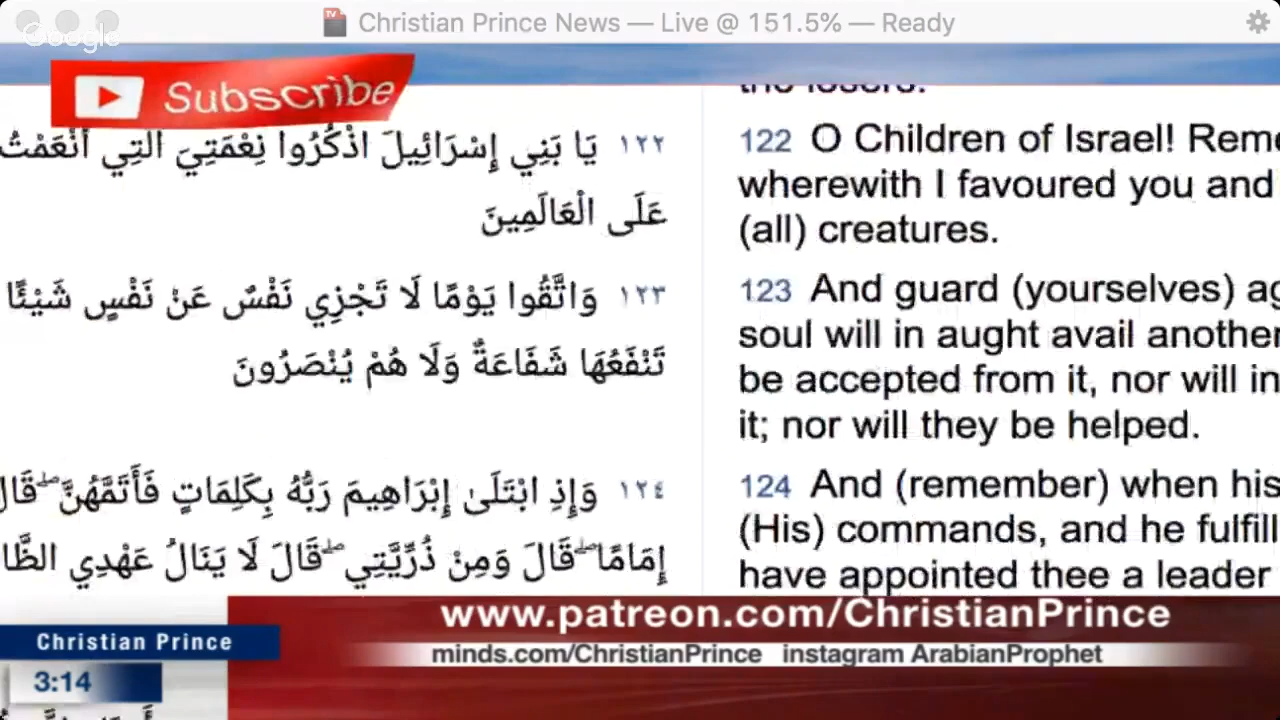 Christian Prince News — Live @ 151.5% — Ready
Google
Subscribe
the losers.
١٢٢ يَا بَنِي إِسْرَائِيلَ اذْكُرُوا نِعْمَتِيَ الَّتِي أَنْعَمْتُ
عَلَى الْعَالَمِينَ
١٢٣ وَاتَّقُوا يَوْمًا لَا تَجْزِي نَفْسٌ عَنْ نَفْسٍ شَيْئًا
تَنْفَعُهَا شَفَاعَةٌ وَلَا هُمْ يُنْصَرُونَ
١٢٤ وَإِذِ ابْتَلَىٰ إِبْرَاهِيمَ رَبُّهُ بِكَلِمَاتٍ فَأَتَمَّهُنَّ ۖ قَال
إِمَامًا ۖ قَالَ وَمِنْ ذُرِّيَّتِي ۖ قَالَ لَا يَنَالُ عَهْدِي الظَّا
122 O Children of Israel! Reme
wherewith I favoured you and
(all) creatures.
123 And guard (yourselves) ag
soul will in aught avail another
be accepted from it, nor will in
it; nor will they be helped.
124 And (remember) when his
(His) commands, and he fulfill
have appointed thee a leader
www.patreon.com/ChristianPrince
Christian Prince
minds.com/ChristianPrince instagram ArabianProphet
3:14